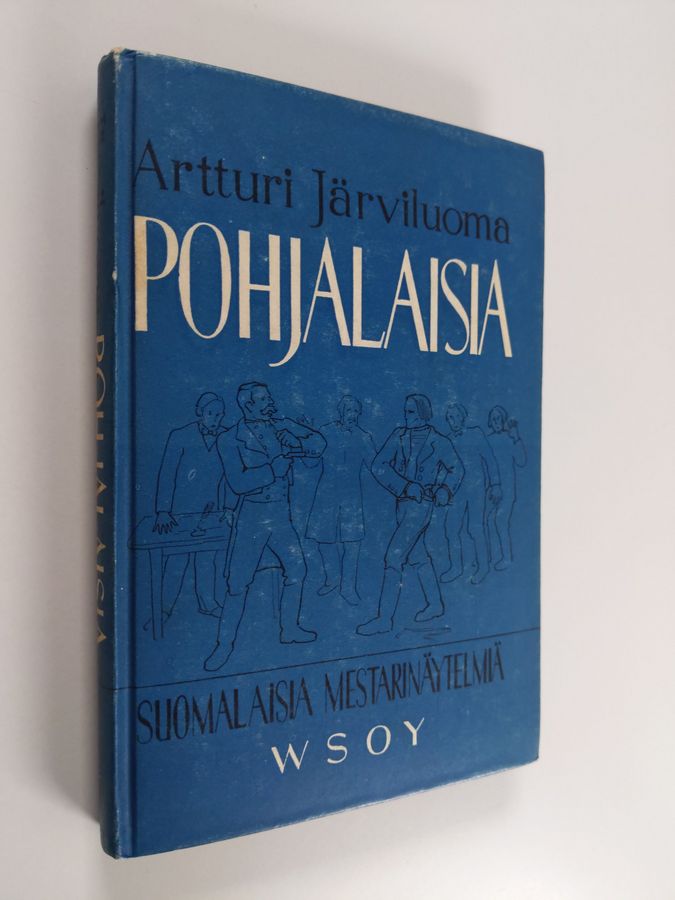 Artturi Järviluoma
POHJALAISIA
SUOMALAISIA MESTARINÄYTELMIÄ
WSOY
POHJALAISIA